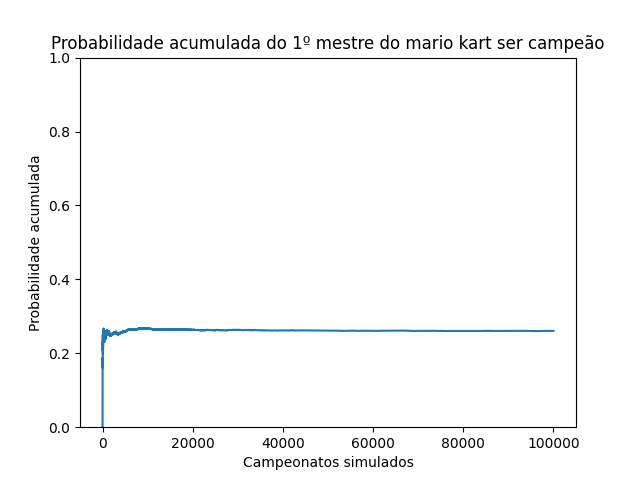 Probabilidade acumulada do 1º mestre do mario kart ser campeão
1.0
0.8
0.6
0.4
0.2
0.0
Probabilidade acumulada
0 20000 40000 60000 80000 100000
Campeonatos simulados